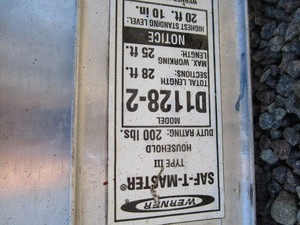 WERNER
SAF-T-MASTER®
TYPE III
HOUSEHOLD
DUTY RATING: 200 lbs.
MODEL
D1128-2
TOTAL LENGTH 28 ft.
SECTIONS:
MAX. WORKING 25 ft.
LENGTH:
NOTICE
HIGHEST STANDING LEVEL:
20 ft. 10 in.